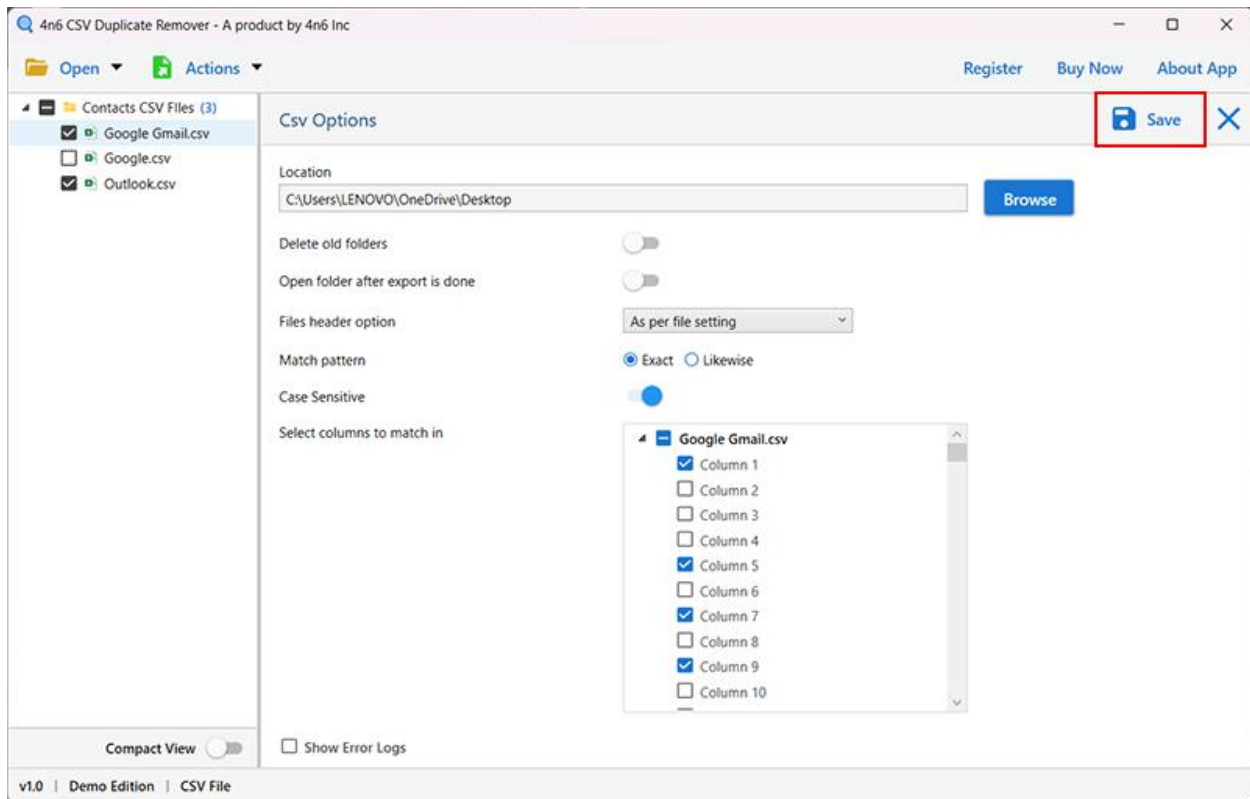 4n6 CSV Duplicate Remover - A product by 4n6 Inc
Open Actions Register Buy Now About App
Contacts CSV FIles (3)
Google Gmail.csv
Google.csv
Outlook.csv
Compact View
Csv Options Save
Location
C:\Users\LENOVO\OneDrive\Desktop Browse
Delete old folders
Open folder after export is done
Files header option As per file setting
Match pattern Exact Likewise
Case Sensitive
Select columns to match in
Google Gmail.csv
Column 1
Column 2
Column 3
Column 4
Column 5
Column 6
Column 7
Column 8
Column 9
Column 10
Show Error Logs
v1.0 | Demo Edition | CSV File